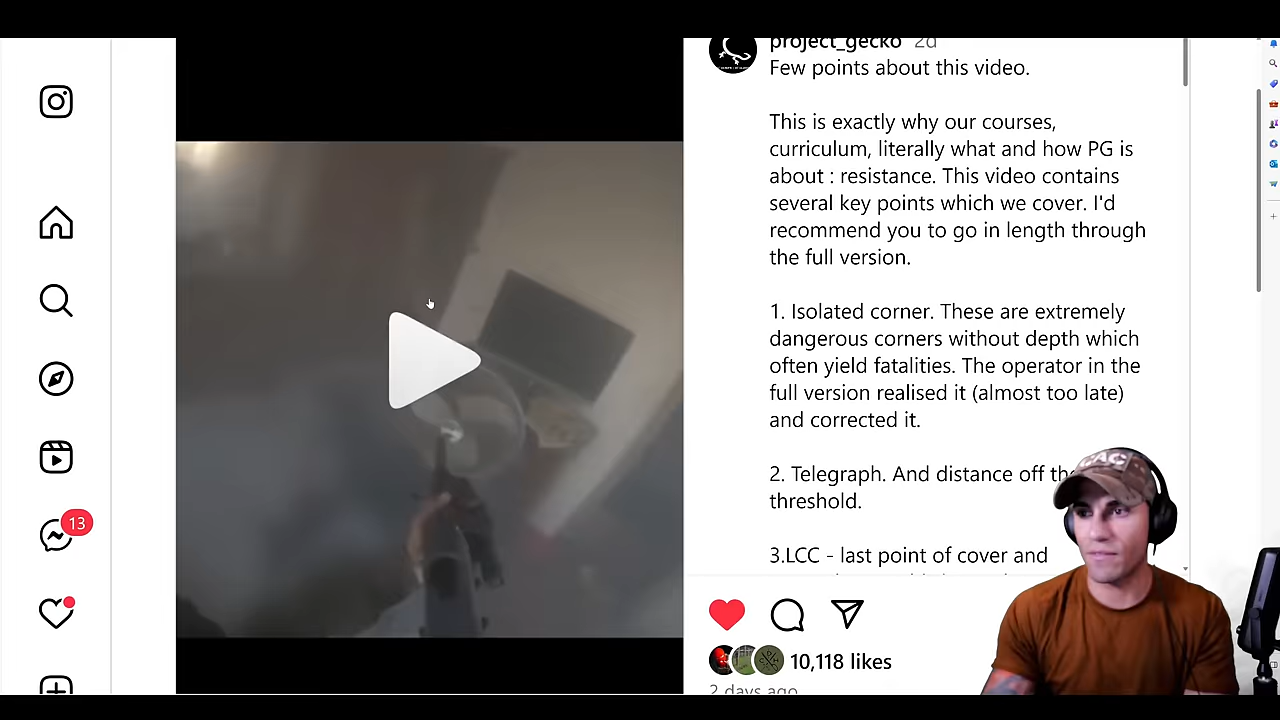 project_gecko 2d
Few points about this video.
This is exactly why our courses,
curriculum, literally what and how PG is
about : resistance. This video contains
several key points which we cover. I'd
recommend you to go in length through
the full version.
1. Isolated corner. These are extremely
dangerous corners without depth which
often yield fatalities. The operator in the
full version realised it (almost too late)
and corrected it.
2. Telegraph. And distance off the
threshold.
3.LCC - last point of cover and
13
10,118 likes
2 days ago